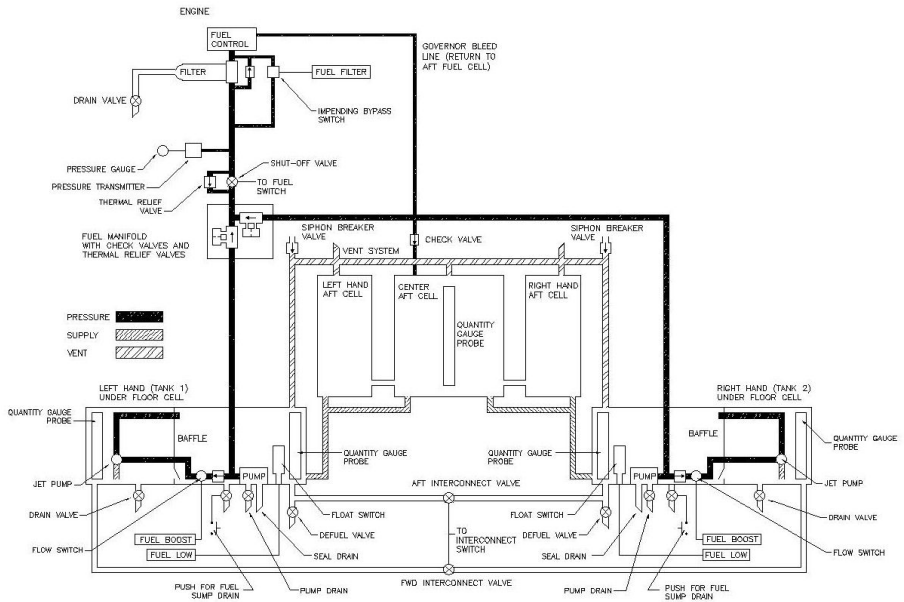 ENGINE
FUEL
CONTROL
GOVERNOR BLEED
LINE (RETURN TO
AFT FUEL CELL)
FILTER
FUEL FILTER
DRAIN VALVE
IMPENDING BYPASS
SWITCH
PRESSURE GAUGE
SHUT-OFF VALVE
PRESSURE TRANSMITTER
TO FUEL
SWITCH
THERMAL RELIEF
VALVE
FUEL MANIFOLD
WITH CHECK VALVES AND
THERMAL RELIEF VALVES
SIPHON BREAKER
VALVE
CHECK VALVE
SIPHON BREAKER
VALVE
VENT SYSTEM
LEFT HAND
AFT CELL
CENTER
AFT CELL
RIGHT HAND
AFT CELL
PRESSURE
SUPPLY
VENT
QUANTITY
GAUGE
PROBE
LEFT HAND (TANK 1)
UNDER FLOOR CELL
RIGHT HAND (TANK 2)
UNDER FLOOR CELL
QUANTITY GAUGE
PROBE
BAFFLE
BAFFLE
QUANTITY GAUGE
PROBE
QUANTITY GAUGE
PROBE
QUANTITY GAUGE
PROBE
JET PUMP
PUMP
PUMP
JET PUMP
AFT INTERCONNECT VALVE
DRAIN VALVE
FLOAT SWITCH
FLOAT SWITCH
DRAIN VALVE
DEFUEL VALVE
TO
INTERCONNECT
SWITCH
DEFUEL VALVE
FLOW SWITCH
FUEL BOOST
FUEL LOW
SEAL DRAIN
SEAL DRAIN
FUEL BOOST
FUEL LOW
FLOW SWITCH
FWD INTERCONNECT VALVE
PUSH FOR FUEL
SUMP DRAIN
PUMP DRAIN
PUMP DRAIN
PUSH FOR FUEL
SUMP DRAIN